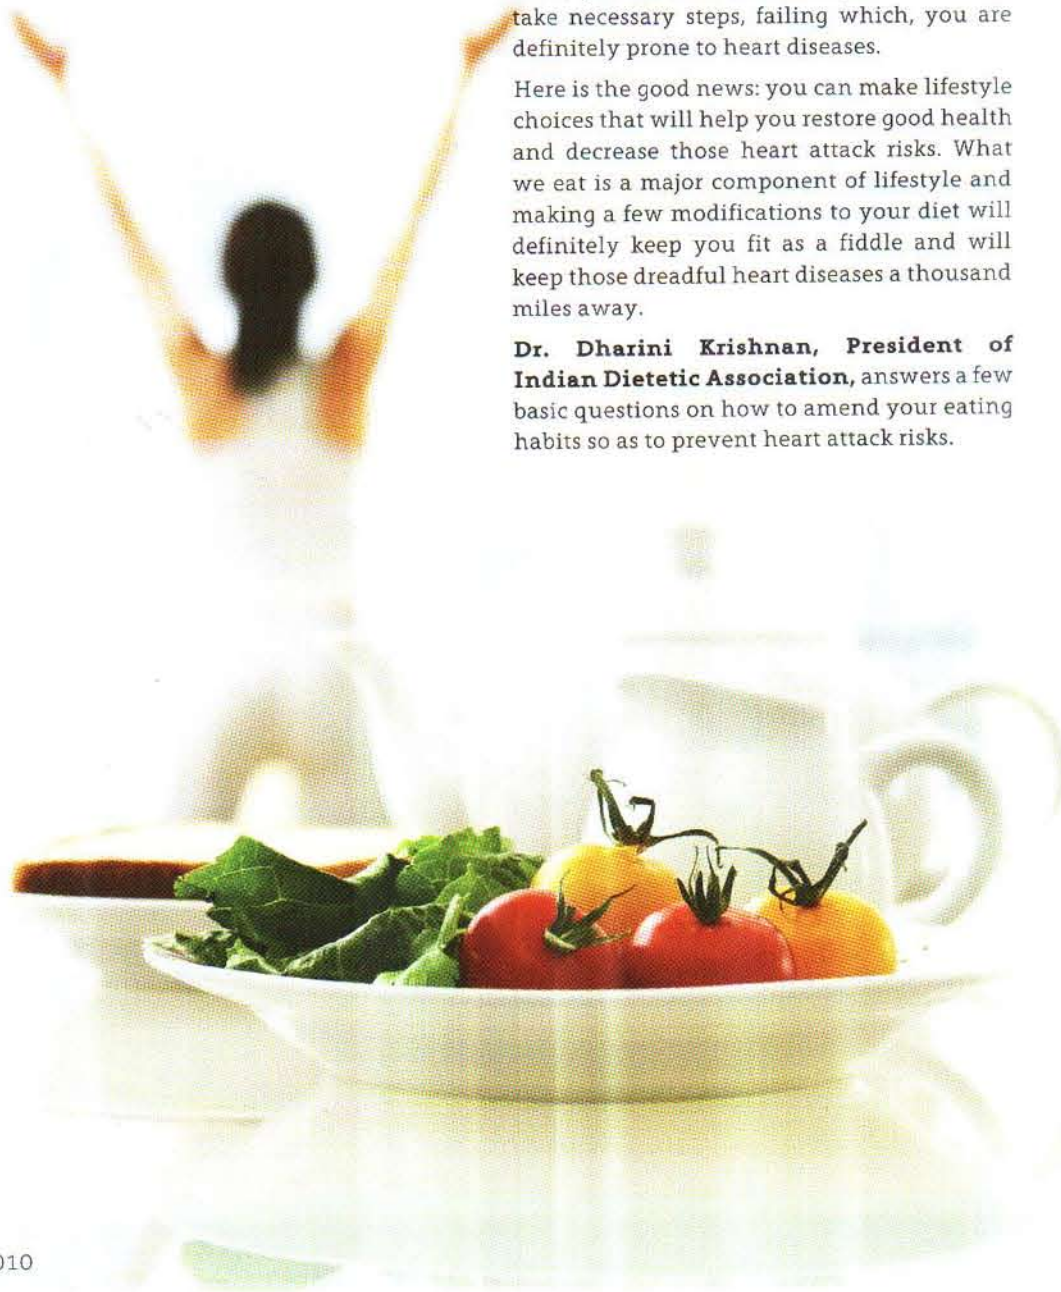 take necessary steps, failing which, you are
definitely prone to heart diseases.
Here is the good news: you can make lifestyle
choices that will help you restore good health
and decrease those heart attack risks. What
we eat is a major component of lifestyle and
making a few modifications to your diet will
definitely keep you fit as a fiddle and will
keep those dreadful heart diseases a thousand
miles away.
Dr. Dharini Krishnan, President of
Indian Dietetic Association, answers a few
basic questions on how to amend your eating
habits so as to prevent heart attack risks.
010